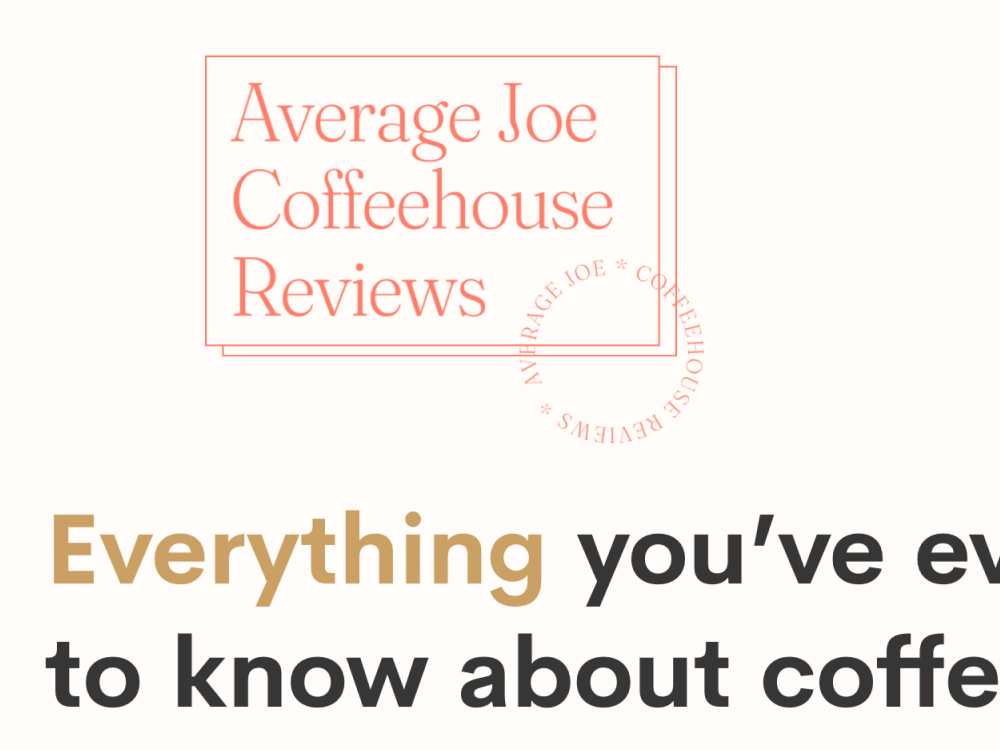 Average Joe
Coffeehouse
Reviews
AVERAGE JOE * COFFEEHOUSE REVIEWS *
Everything you’ve ev
to know about coffe